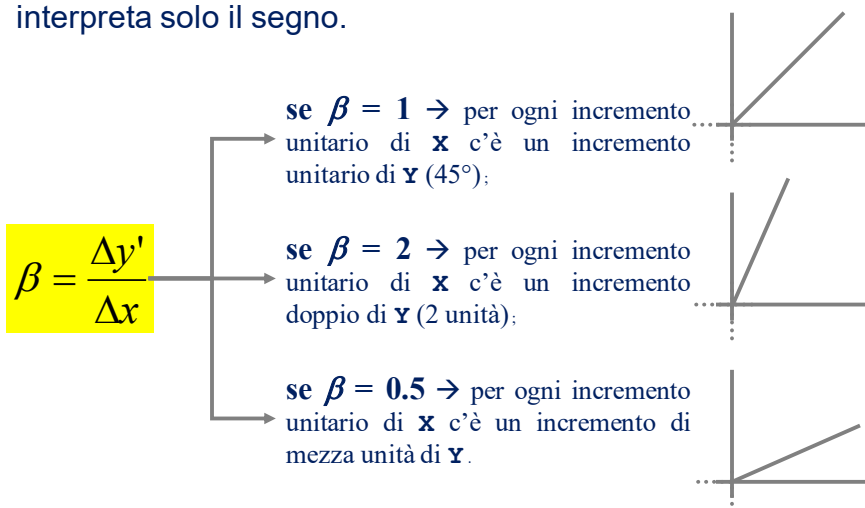 interpreta solo il segno.
se β = 1 → per ogni incremento
unitario di X c’è un incremento
unitario di Y (45°);
β = Δy' / Δx
se β = 2 → per ogni incremento
unitario di X c’è un incremento
doppio di Y (2 unità);
se β = 0.5 → per ogni incremento
unitario di X c’è un incremento di
mezza unità di Y.